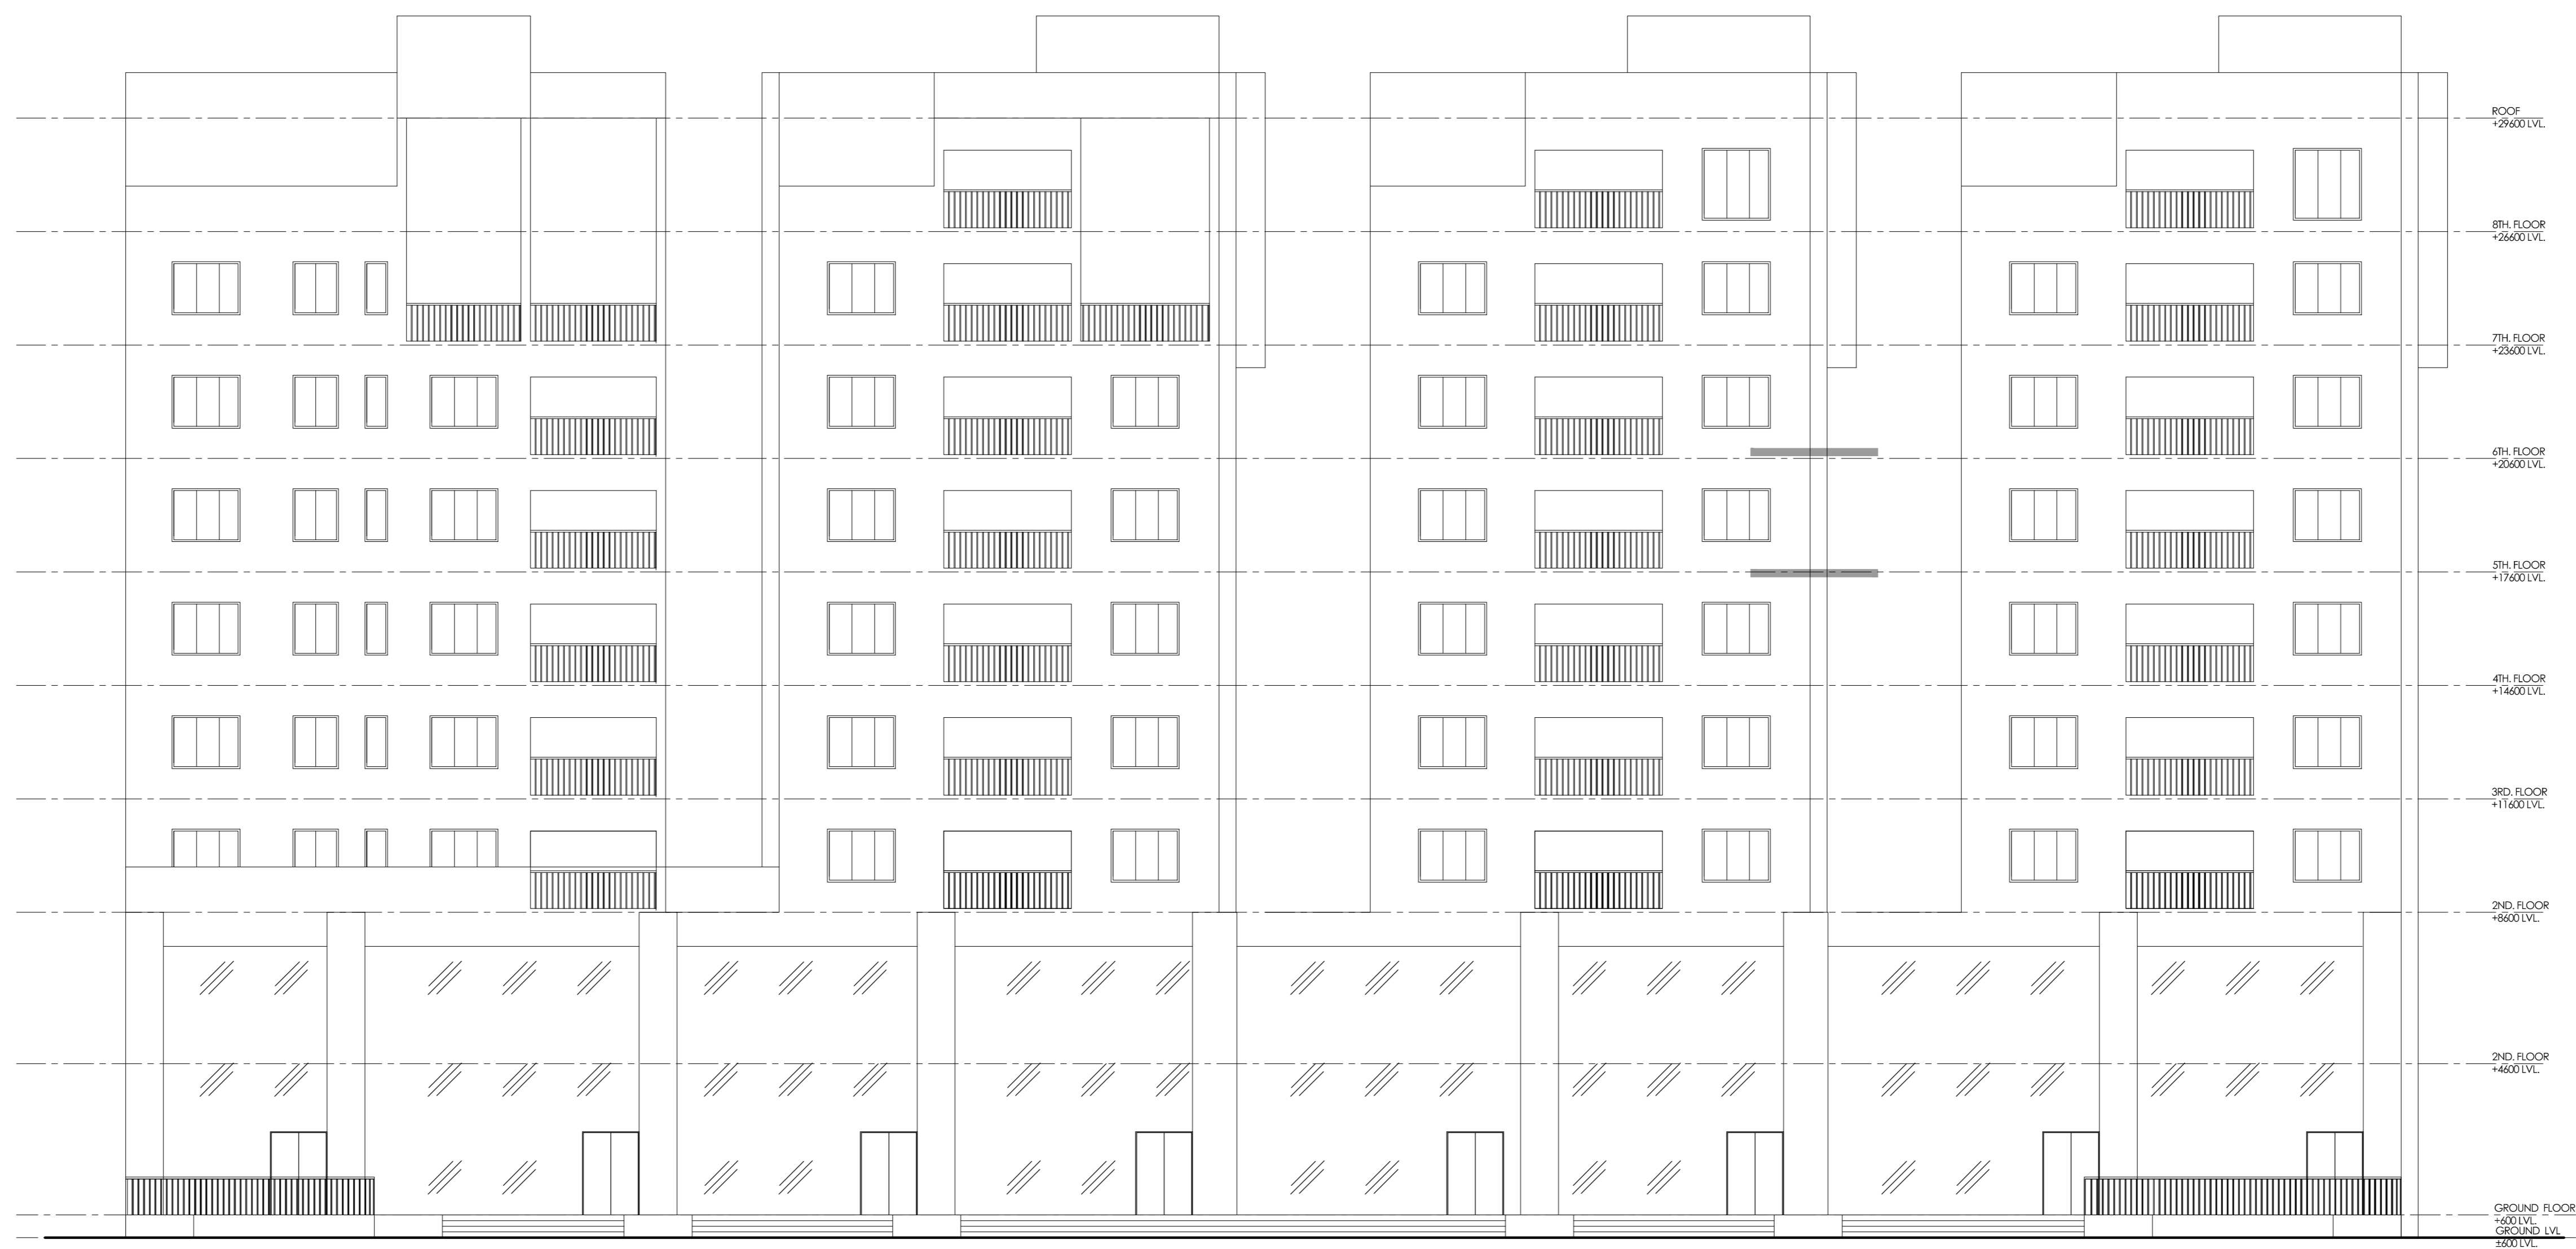 ROOF
+29600 LVL.
8TH. FLOOR
+26600 LVL.
7TH. FLOOR
+23600 LVL.
6TH. FLOOR
+20600 LVL.
5TH. FLOOR
+17600 LVL.
4TH. FLOOR
+14600 LVL.
3RD. FLOOR
+11600 LVL.
2ND. FLOOR
+8600 LVL.
2ND. FLOOR
+4600 LVL.
GROUND FLOOR
+600 LVL.
GROUND LVL
±600 LVL.